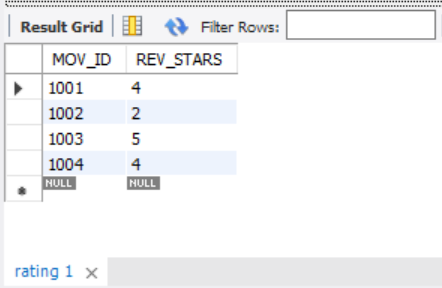 Result Grid Filter Rows:
MOV_ID REV_STARS
1001 4
1002 2
1003 5
1004 4
NULL NULL
rating 1